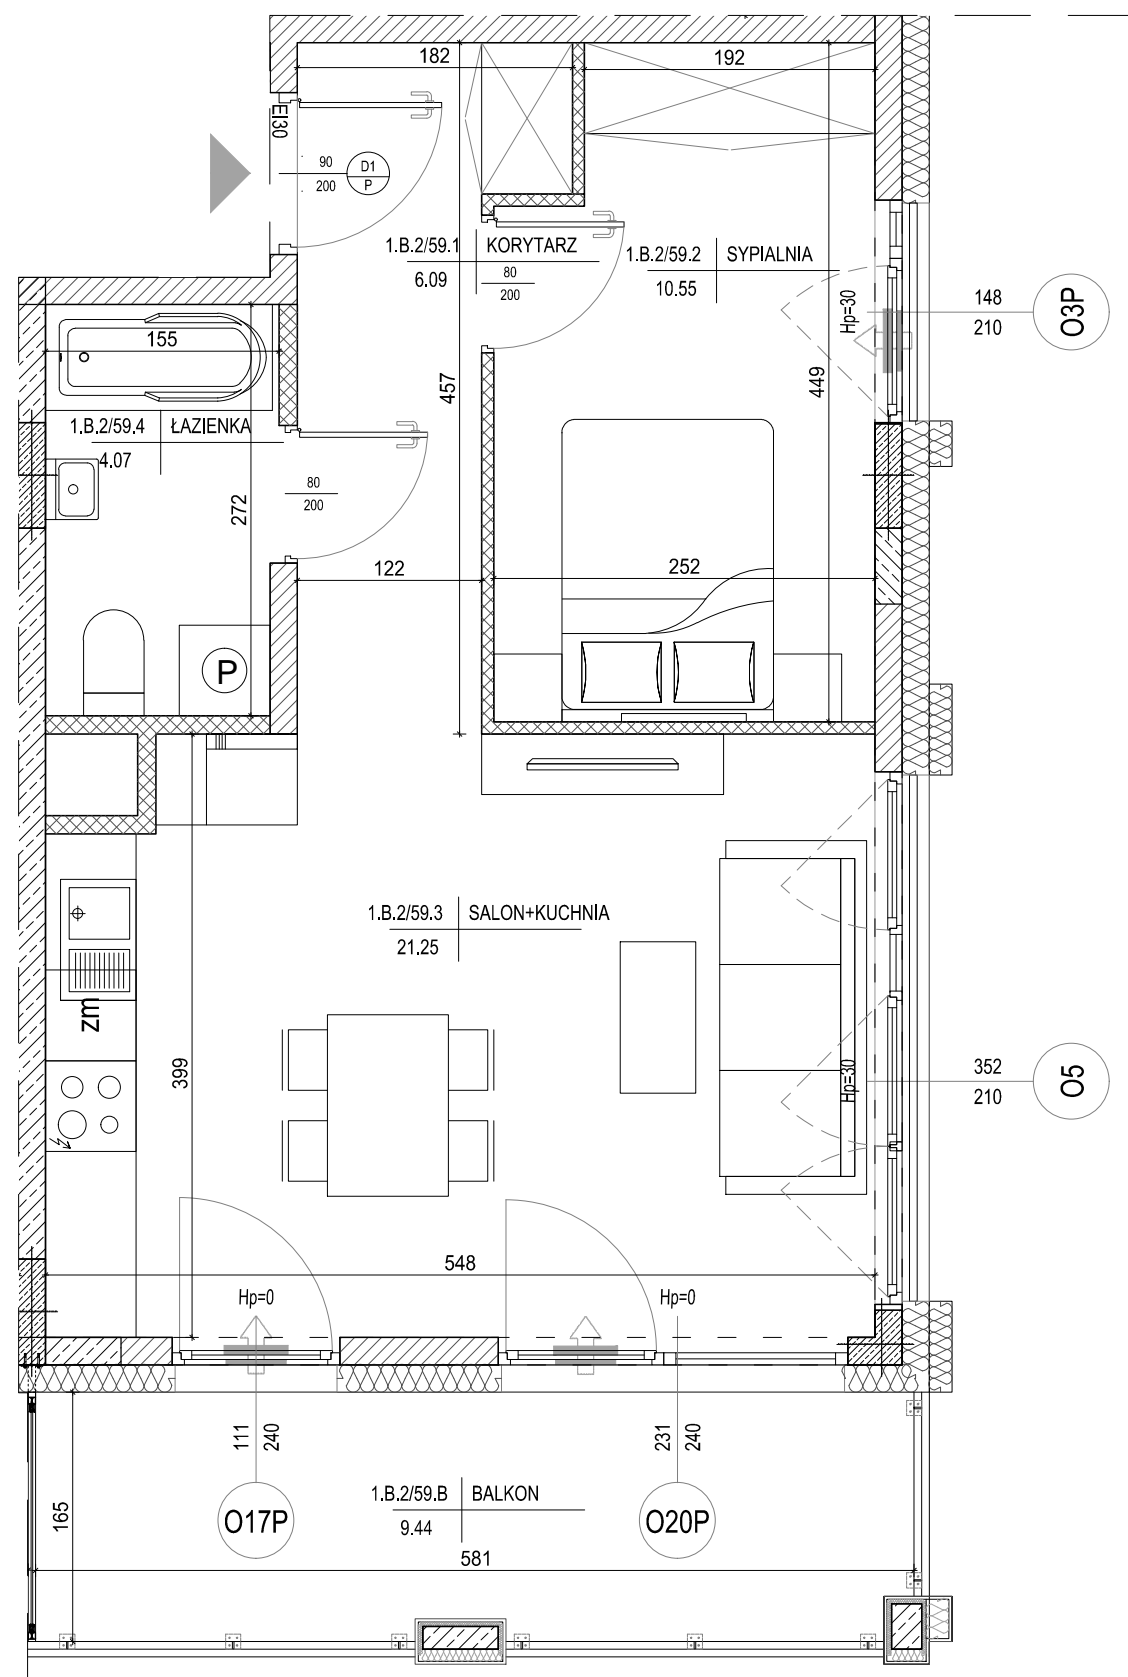 182
192
EI30
90
200
D1
P
1.B.2/59.1 KORYTARZ
6.09
80
200
1.B.2/59.2 SYPIALNIA
10.55
Hp=30
148
210
O3P
155
457
449
1.B.2/59.4 ŁAZIENKA
4.07
80
200
272
122
252
P
1.B.2/59.3 SALON+KUCHNIA
21.25
zm
399
Hp=30
352
210
O5
548
Hp=0
Hp=0
111
240
231
240
O17P
O20P
1.B.2/59.B BALKON
9.44
165
581